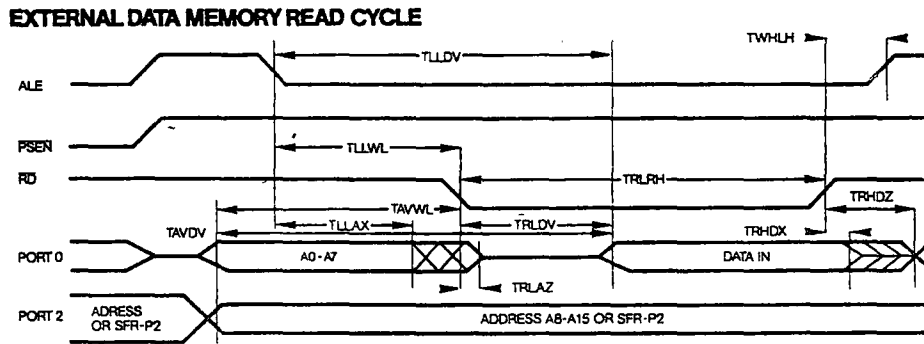 EXTERNAL DATA MEMORY READ CYCLE
TWHLH
TLLDV
ALE
PSEN
TLLWL
RD
TRLRH
TAVWL
TRHDZ
TAVDV
TLLAX
TRLDV
TRHDX
PORT 0
A0-A7
DATA IN
TRLAZ
PORT 2
ADRESS
OR SFR-P2
ADDRESS A8-A15 OR SFR-P2